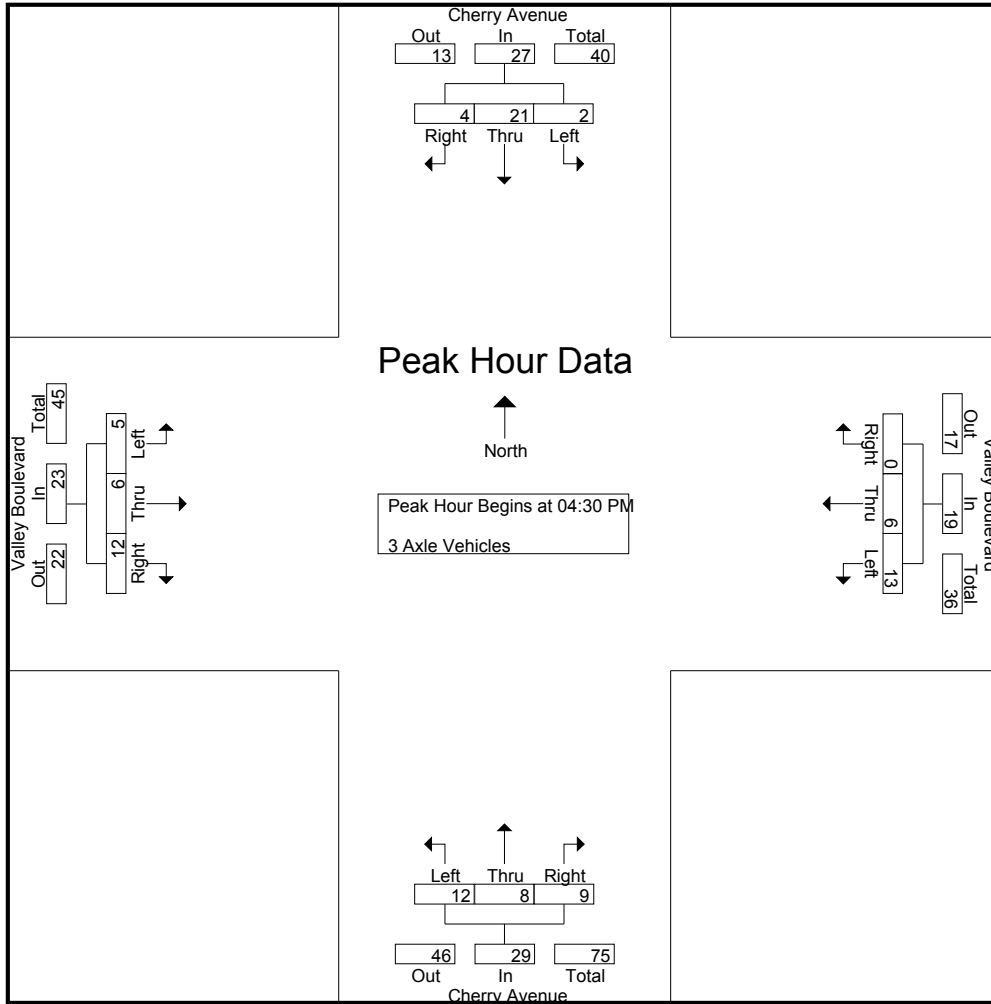 Cherry Avenue
Out In Total
13 27 40
4 21 2
Right Thru Left
Peak Hour Data
North
Peak Hour Begins at 04:30 PM
3 Axle Vehicles
Valley Boulevard
Total In Out
45 23 22
5 6 12
Left Thru Right
Valley Boulevard
Out In Total
17 19 36
0 6 13
Right Thru Left
Left Thru Right
12 8 9
46 29 75
Out In Total
Cherry Avenue